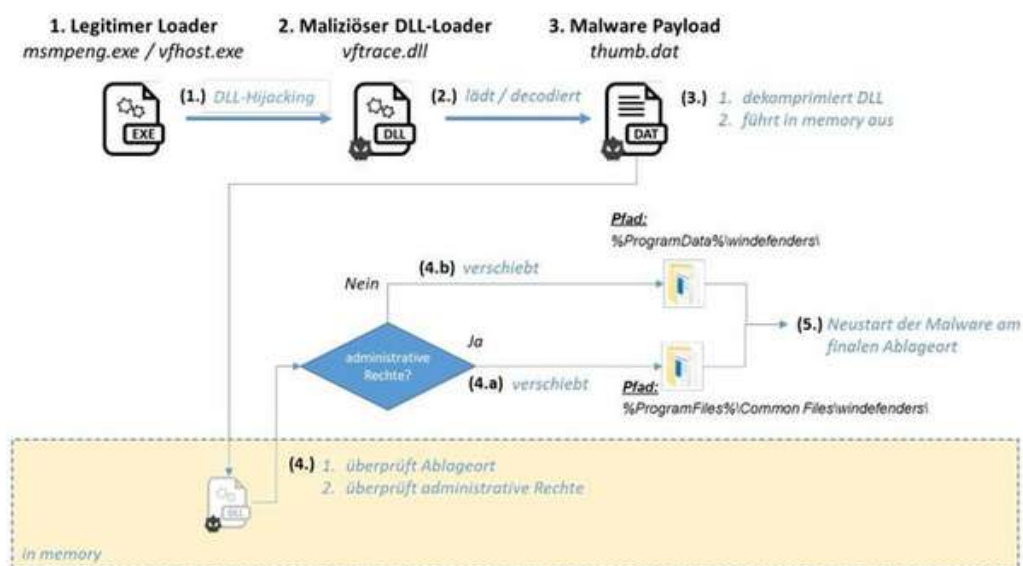 1. Legitimer Loader
msmpeng.exe / vfhost.exe
2. Maliziöser DLL-Loader
vftrace.dll
3. Malware Payload
thumb.dat
EXE
(1.) DLL-Hijacking
DLL
(2.) lädt / decodiert
DAT
(3.) 1. dekomprimiert DLL
2. führt in memory aus
Pfad:
%ProgramData%\windefenders\
(4.b) verschiebt
Nein
(5.) Neustart der Malware am
finalen Ablageort
administrative
Rechte?
Ja
(4.a) verschiebt
Pfad:
%ProgramFiles%\Common Files\windefenders\
(4.) 1. überprüft Ablageort
2. überprüft administrative Rechte
DLL
in memory